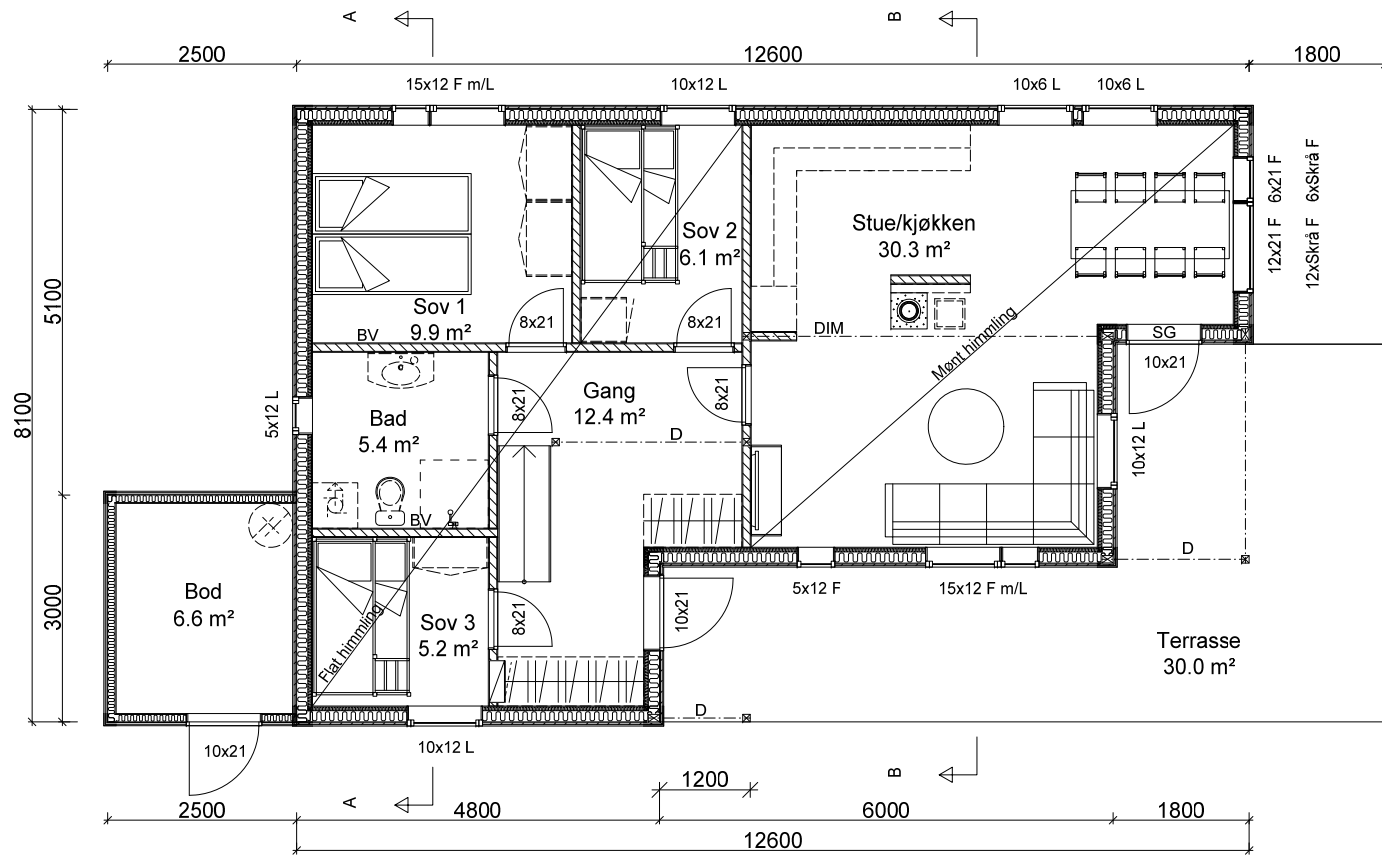 A
B
2500
12600
1800
15x12 F m/L
10x12 L
10x6 L
10x6 L
6x21 F
6xSkrå F
12x21 F
12xSkrå F
Sov 2
6.1 m²
Stue/kjøkken
30.3 m²
5100
Sov 1
9.9 m²
BV
8x21
8x21
DIM
Mønt himmling
SG
10x21
8100
5x12 L
Bad
5.4 m²
8x21
Gang
12.4 m²
8x21
D
10x12 L
BV
D
Bod
6.6 m²
3000
Flat himmling
Sov 3
5.2 m²
8x21
10x21
5x12 F
15x12 F m/L
Terrasse
30.0 m²
D
10x21
10x12 L
A
B
1200
2500
4800
6000
1800
12600